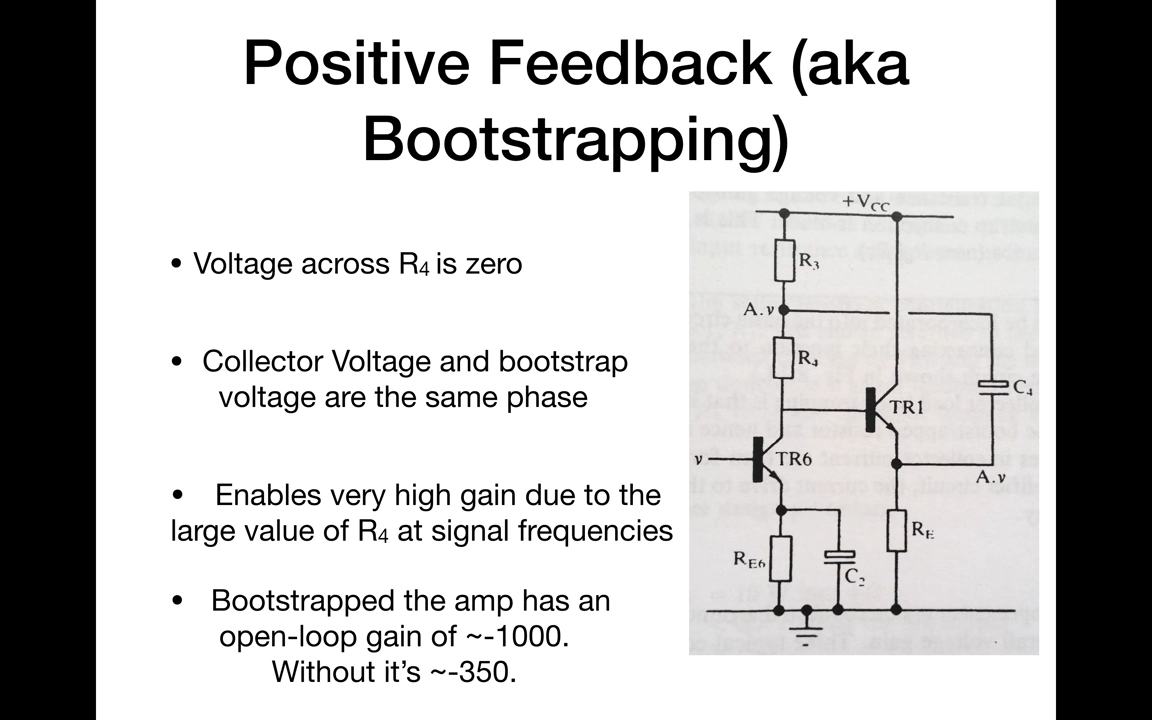 Positive Feedback (aka
Bootstrapping)
• Voltage across R4 is zero
• Collector Voltage and bootstrap
voltage are the same phase
• Enables very high gain due to the
large value of R4 at signal frequencies
• Bootstrapped the amp has an
open-loop gain of ~-1000.
Without it’s ~-350.
+VCC
R3
A.v
R4
C4
TR1
v
TR6
A.v
RE
RE6
C2